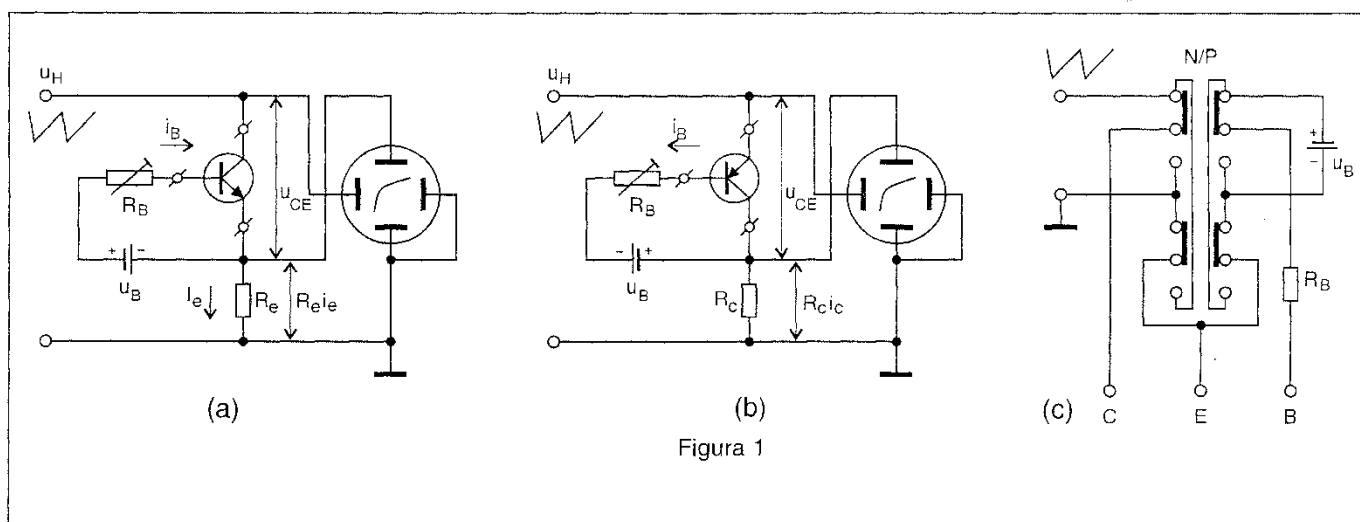 u_H
i_B
R_B
u_CE
+ -
u_B
I_e
R_e
R_e i_e
(a)
u_H
i_B
R_B
u_CE
- +
u_B
R_c
R_c i_c
(b)
N/P
+
-
u_B
R_B
(c)
C
E
B
Figura 1